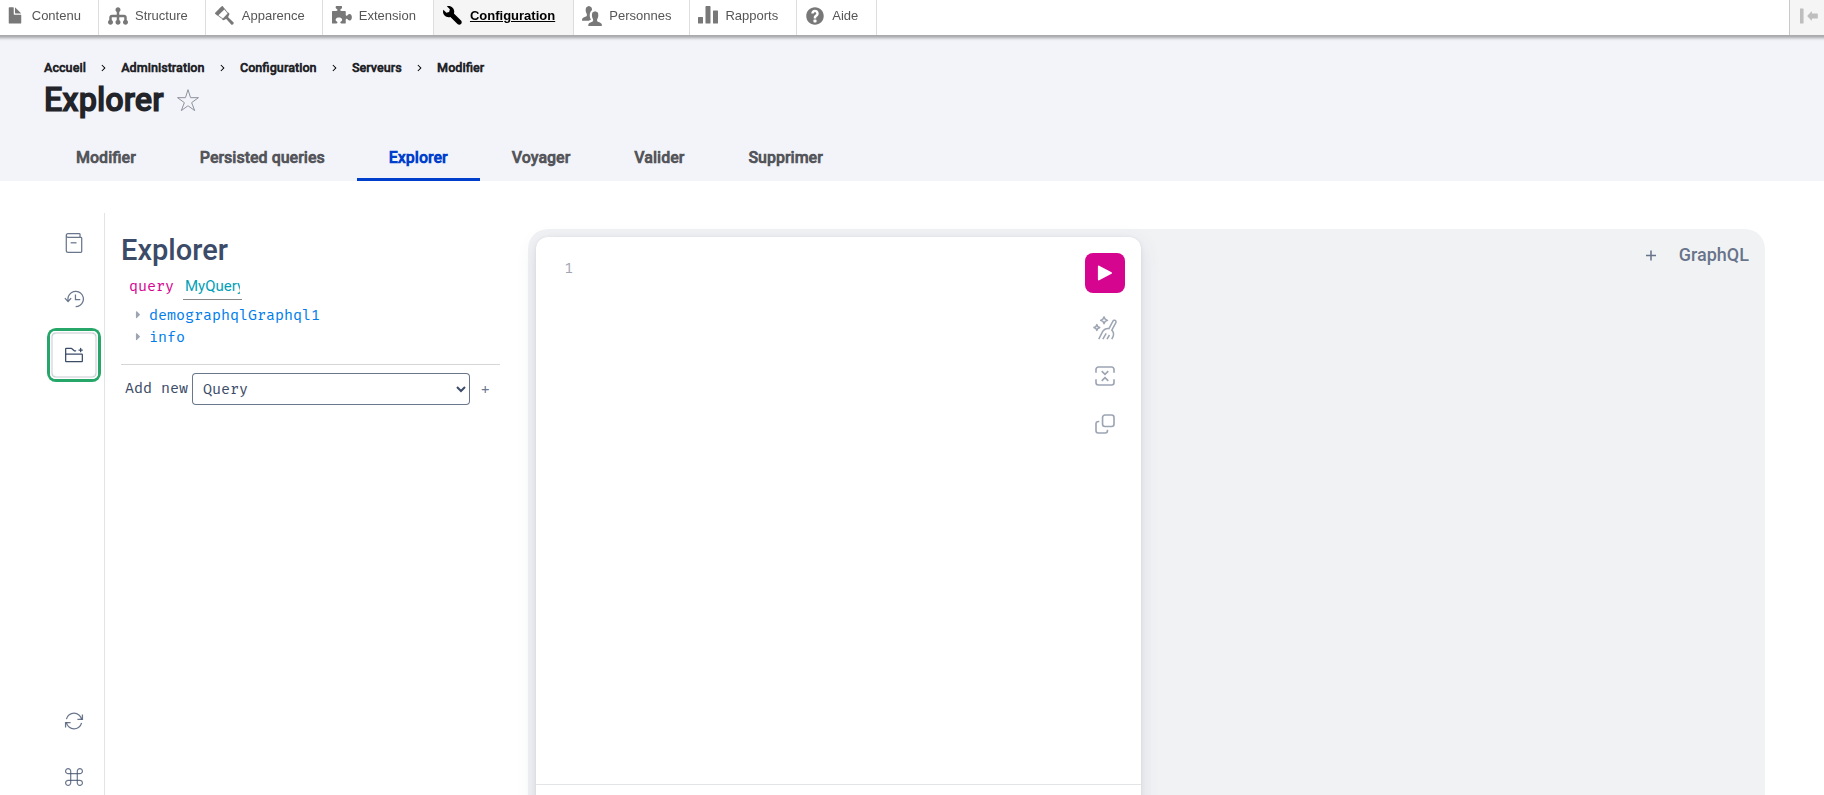 Contenu Structure Apparence Extension Configuration Personnes Rapports Aide
Accueil > Administration > Configuration > Serveurs > Modifier
Explorer
Modifier Persisted queries Explorer Voyager Valider Supprimer
Explorer
query MyQuery
demographqlGraphql1
info
Add new Query +
1
+ GraphQL